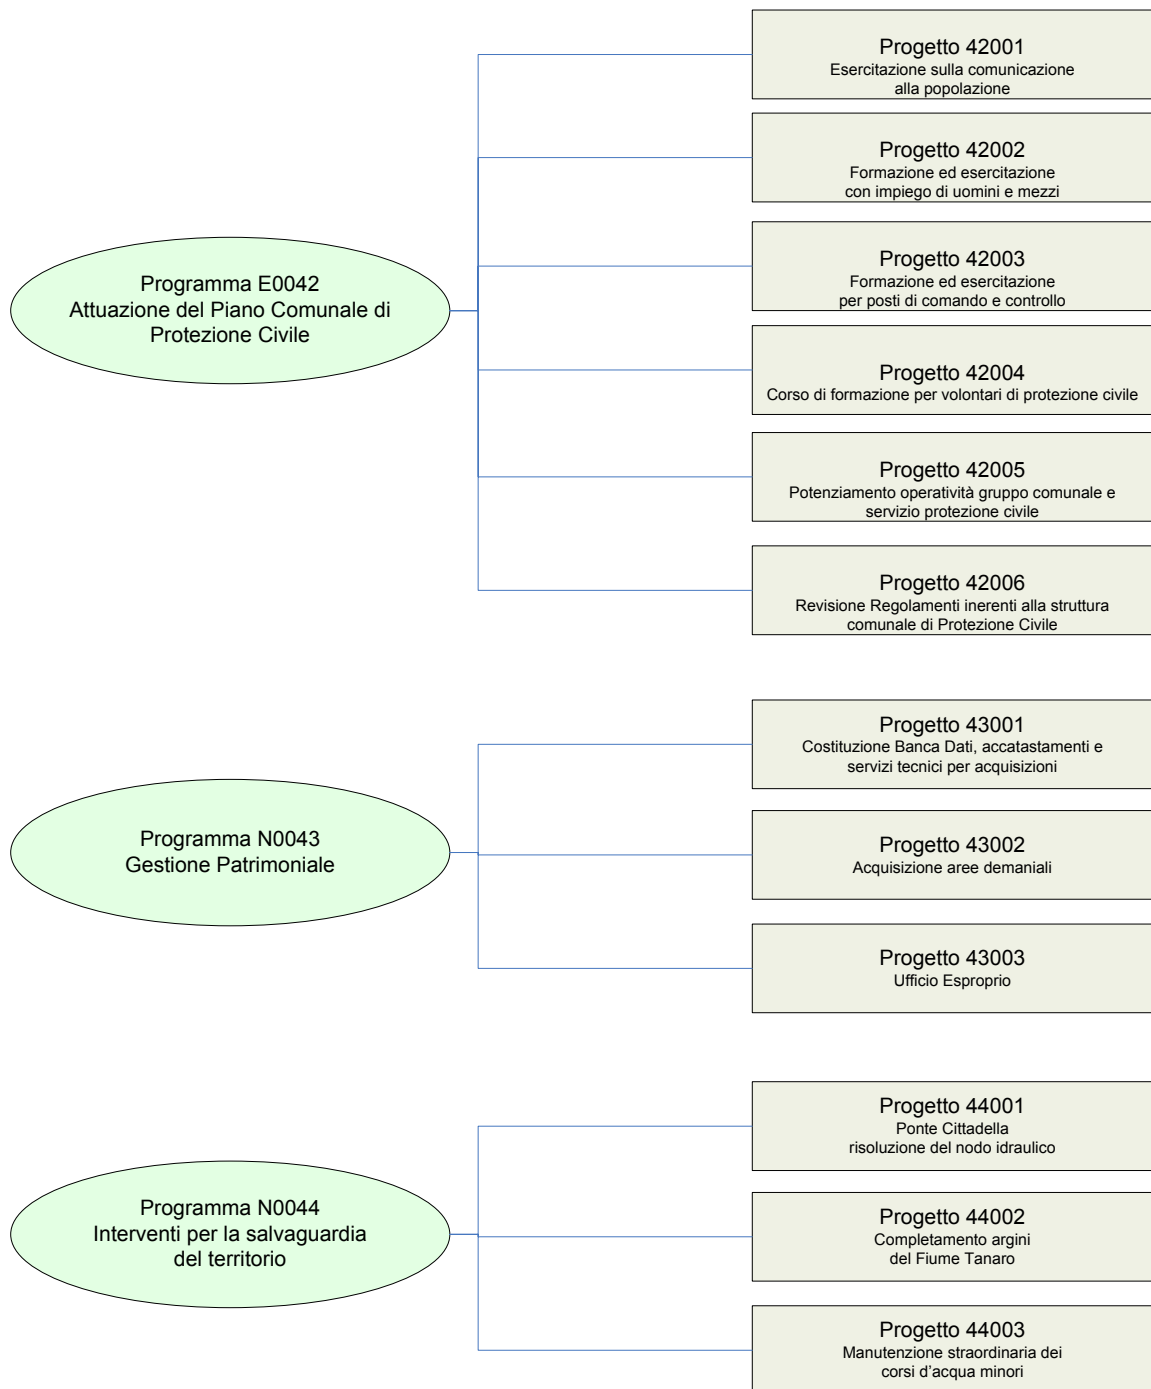 Programma E0042
Attuazione del Piano Comunale di
Protezione Civile
Progetto 42001
Esercitazione sulla comunicazione
alla popolazione
Progetto 42002
Formazione ed esercitazione
con impiego di uomini e mezzi
Progetto 42003
Formazione ed esercitazione
per posti di comando e controllo
Progetto 42004
Corso di formazione per volontari di protezione civile
Progetto 42005
Potenziamento operatività gruppo comunale e
servizio protezione civile
Progetto 42006
Revisione Regolamenti inerenti alla struttura
comunale di Protezione Civile
Programma N0043
Gestione Patrimoniale
Progetto 43001
Costituzione Banca Dati, accatastamenti e
servizi tecnici per acquisizioni
Progetto 43002
Acquisizione aree demaniali
Progetto 43003
Ufficio Esproprio
Programma N0044
Interventi per la salvaguardia
del territorio
Progetto 44001
Ponte Cittadella
risoluzione del nodo idraulico
Progetto 44002
Completamento argini
del Fiume Tanaro
Progetto 44003
Manutenzione straordinaria dei
corsi d'acqua minori